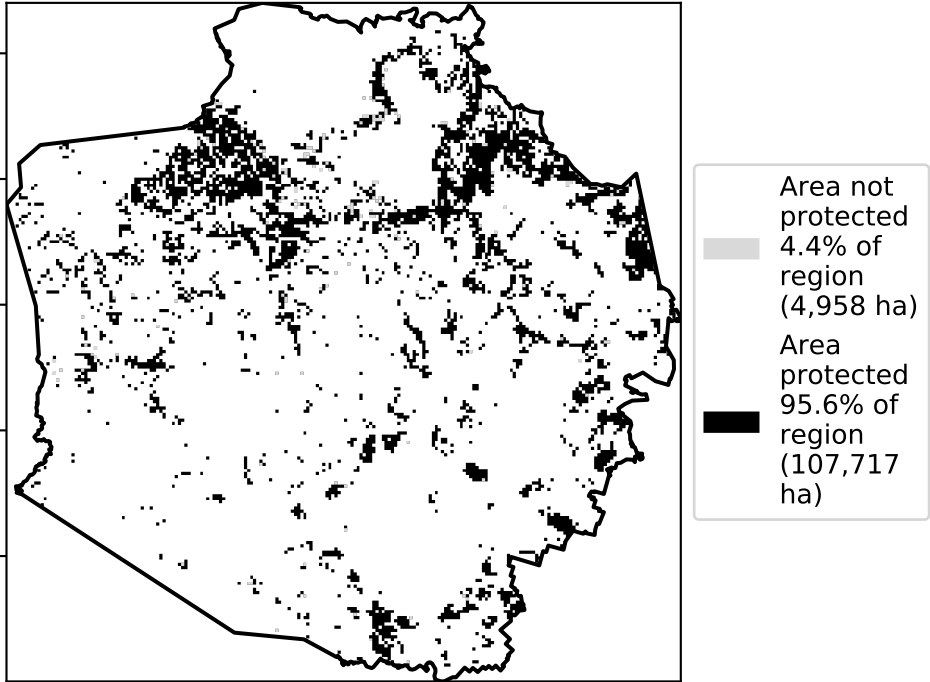 Area not
protected
4.4% of
region
(4,958 ha)
Area
protected
95.6% of
region
(107,717
ha)